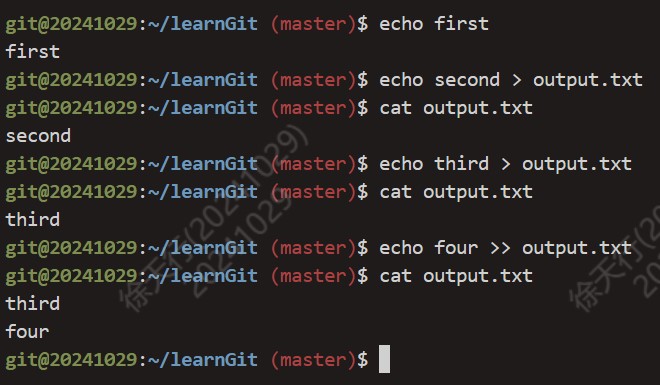 git@20241029:~/learnGit (master)$ echo first
first
git@20241029:~/learnGit (master)$ echo second > output.txt
git@20241029:~/learnGit (master)$ cat output.txt
second
git@20241029:~/learnGit (master)$ echo third > output.txt
git@20241029:~/learnGit (master)$ cat output.txt
third
git@20241029:~/learnGit (master)$ echo four >> output.txt
git@20241029:~/learnGit (master)$ cat output.txt
third
four
git@20241029:~/learnGit (master)$
徐天行(20241029)
20241029
徐天行(20
202